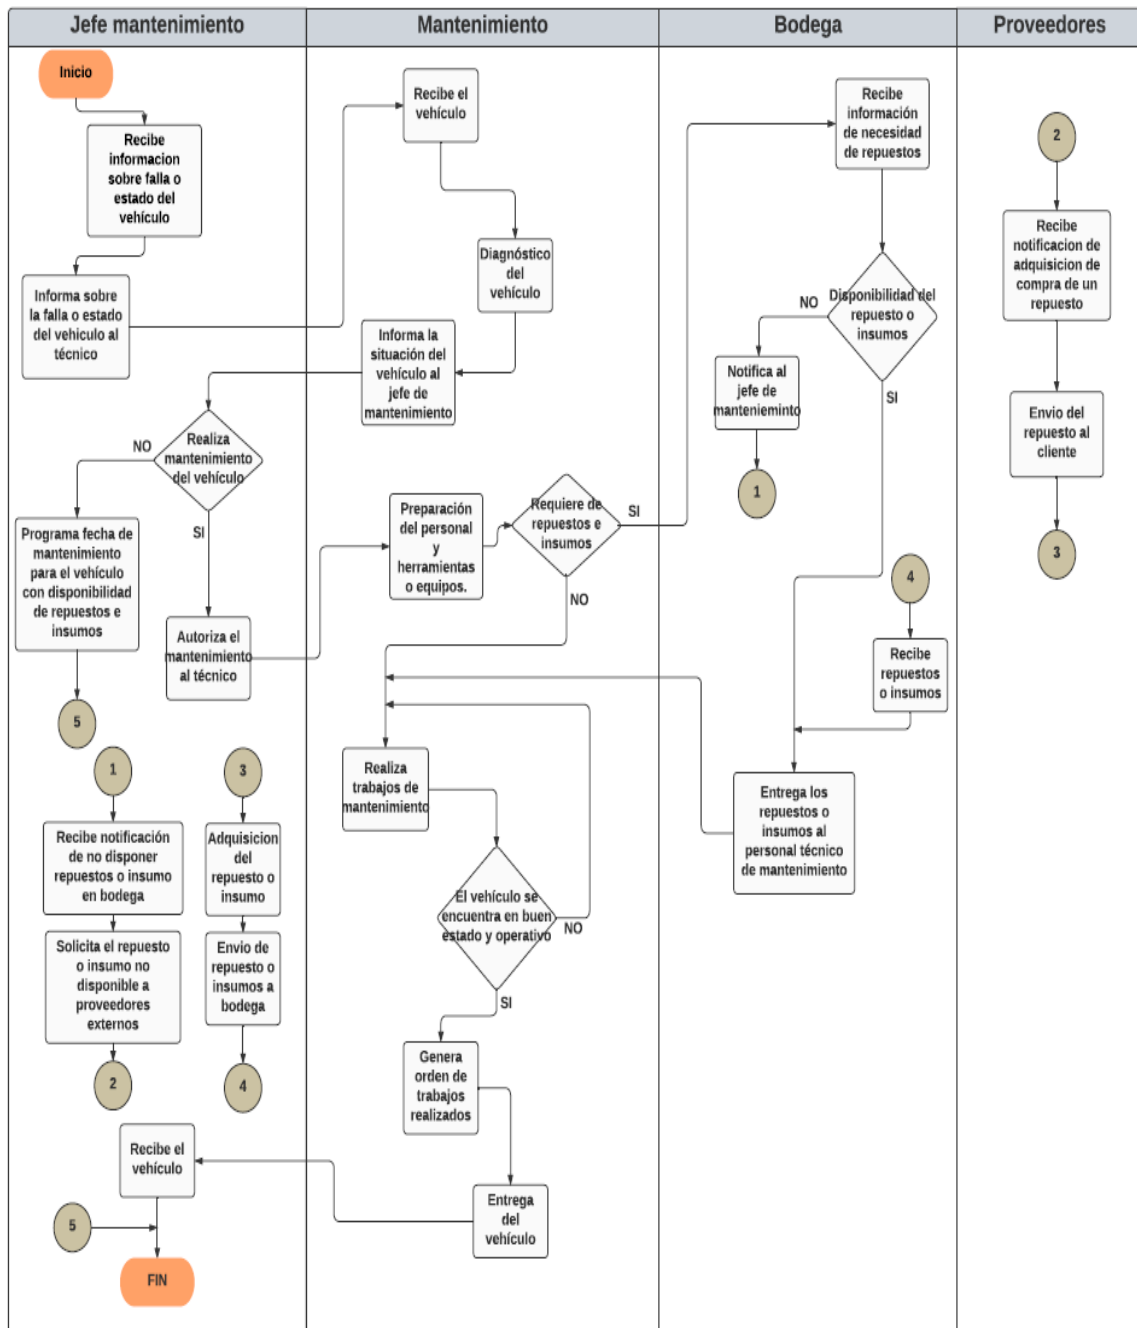 Jefe mantenimiento
Mantenimiento
Bodega
Proveedores
Inicio
Recibe
informacion
sobre falla o
estado del
vehículo
Informa sobre
la falla o estado
del vehiculo al
técnico
Realiza
mantenimiento
del vehículo
NO
SI
Programa fecha de
mantenimiento
para el vehículo
con disponibilidad
de repuestos e
insumos
5
Autoriza el
mantenimiento
al técnico
1
Recibe notificación
de no disponer
repuestos o insumo
en bodega
Solicita el repuesto
o insumo no
disponible a
proveedores
externos
2
3
Adquisicion
del
repuesto o
insumo
Envio de
repuesto o
insumos a
bodega
4
Recibe el
vehículo
5
FIN
Recibe el
vehículo
Diagnóstico
del
vehículo
Informa la
situación del
vehículo al
jefe de
mantenimiento
Preparación
del personal
y
herramientas
o equipos.
Requiere de
repuestos e
insumos
SI
NO
Realiza
trabajos de
mantenimiento
El vehículo se
encuentra en buen
estado y operativo
NO
SI
Genera
orden de
trabajos
realizados
Entrega
del
vehículo
Recibe
información
de necesidad
de repuestos
Disponibilidad del
repuesto o
insumos
NO
SI
Notifica al
jefe de
mantenieminto
1
4
Recibe
repuestos
o insumos
Entrega los
repuestos o
insumos al
personal técnico
de mantenimiento
2
Recibe
notificacion de
adquisicion de
compra de un
repuesto
Envio del
repuesto al
cliente
3